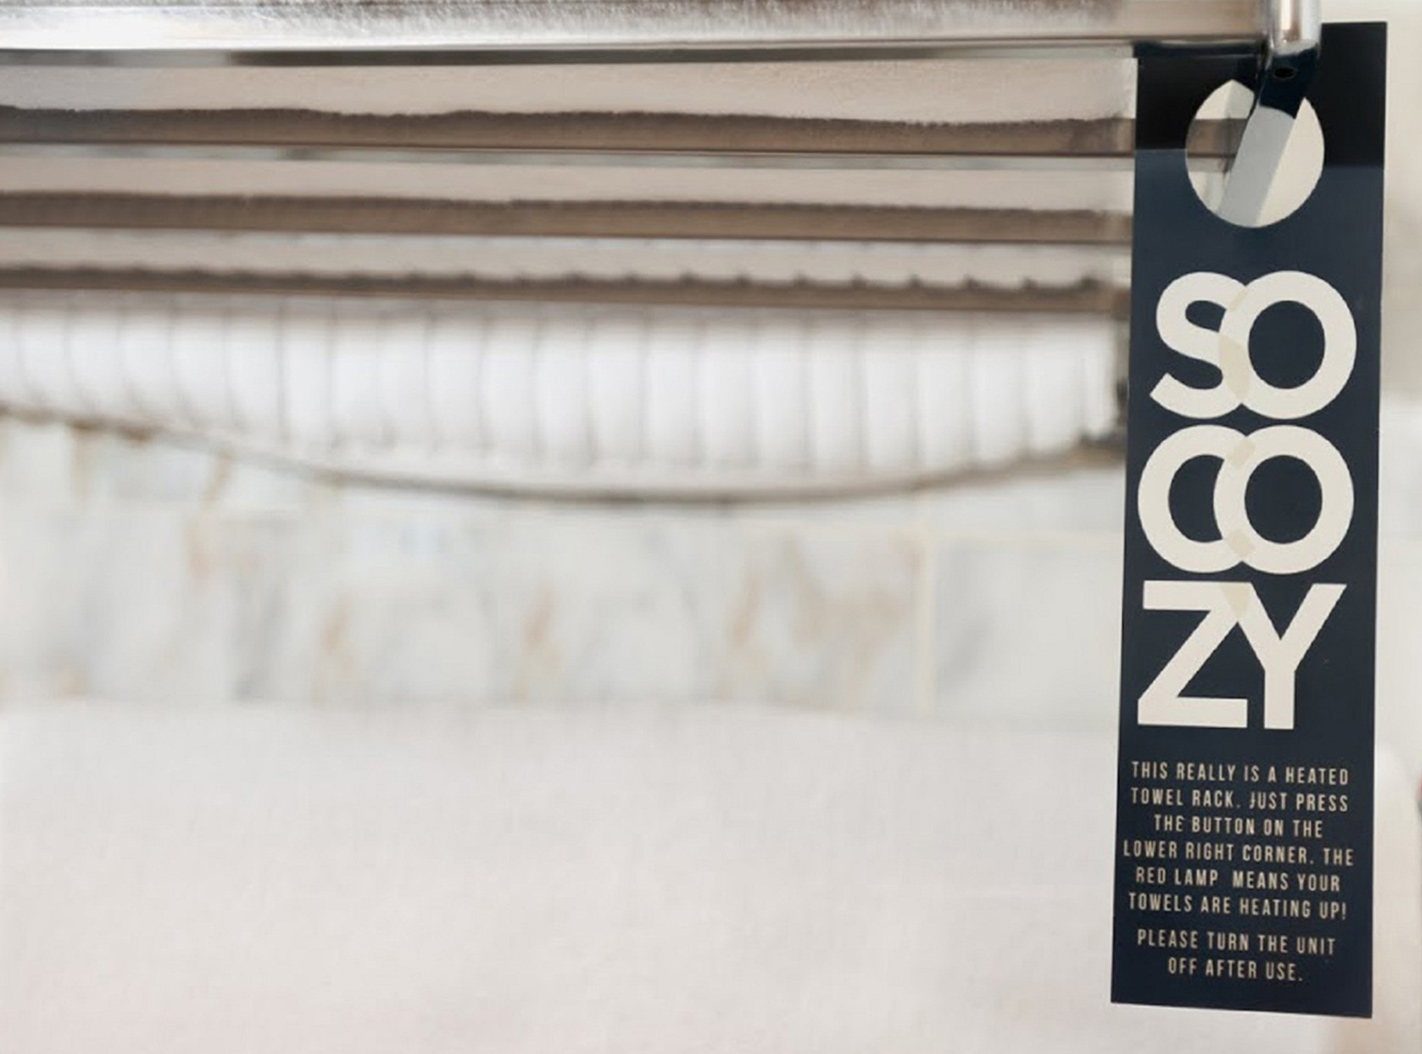 SO
CO
ZY
THIS REALLY IS A HEATED
TOWEL RACK. JUST PRESS
THE BUTTON ON THE
LOWER RIGHT CORNER. THE
RED LAMP MEANS YOUR
TOWELS ARE HEATING UP!
PLEASE TURN THE UNIT
OFF AFTER USE.